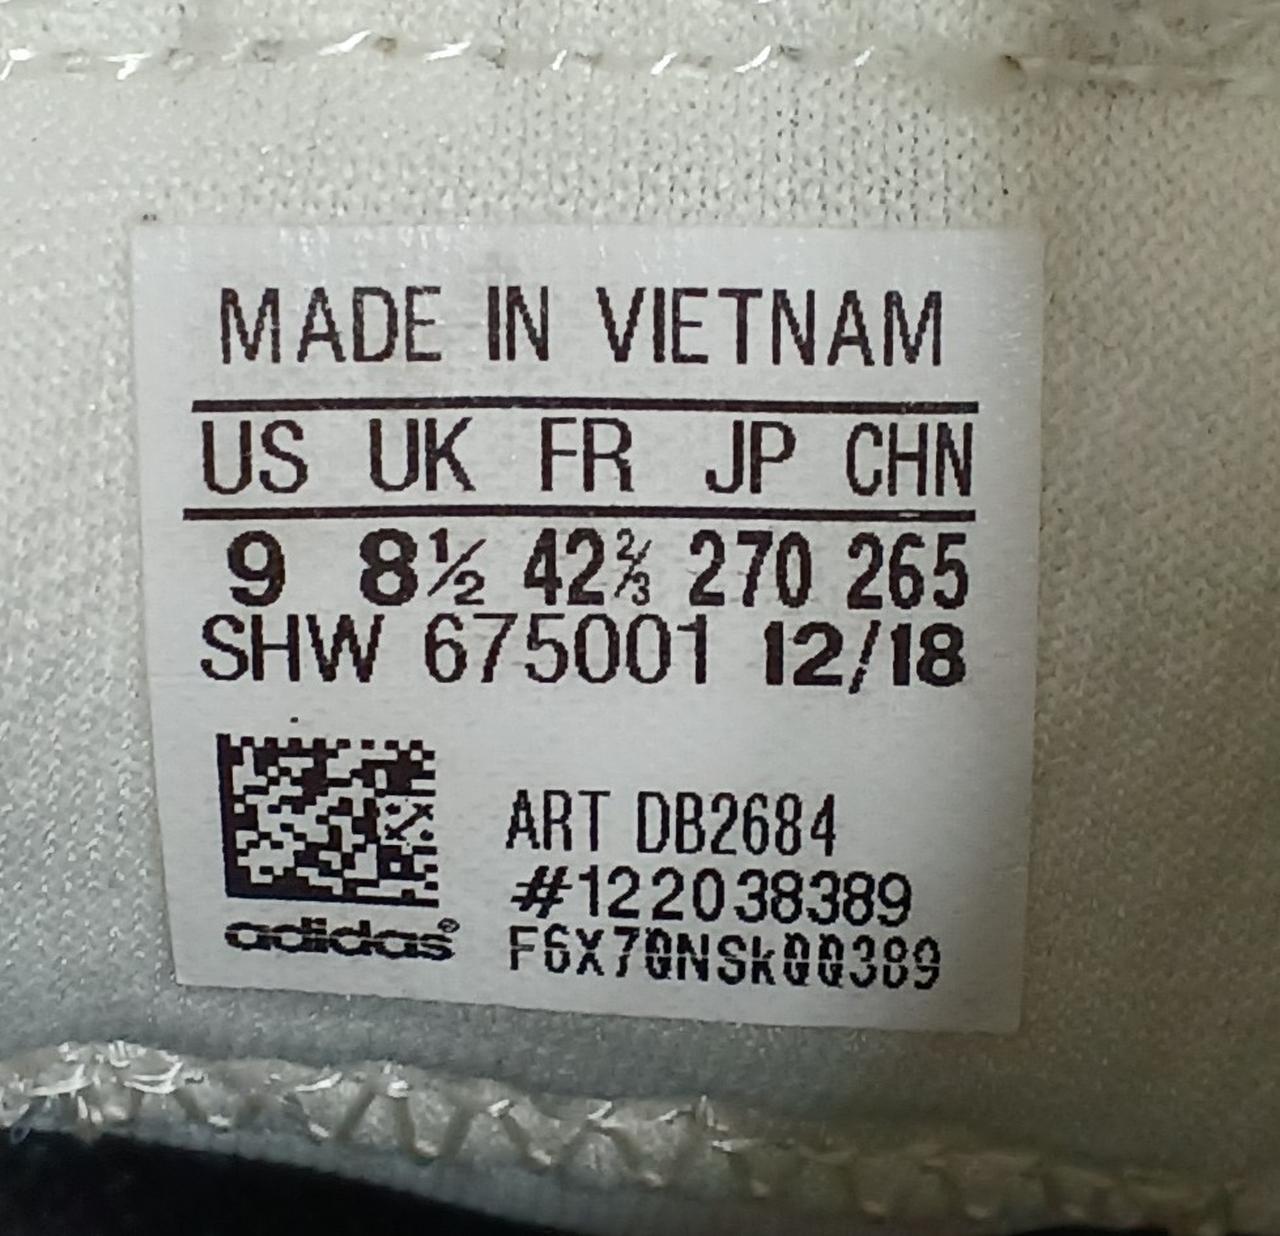 MADE IN VIETNAM
US UK FR JP CHN
9 8½ 42⅔ 270 265
SHW 675001 12/18
ART DB2684
#122038389
adidas®
F6X7QNSkQQ389